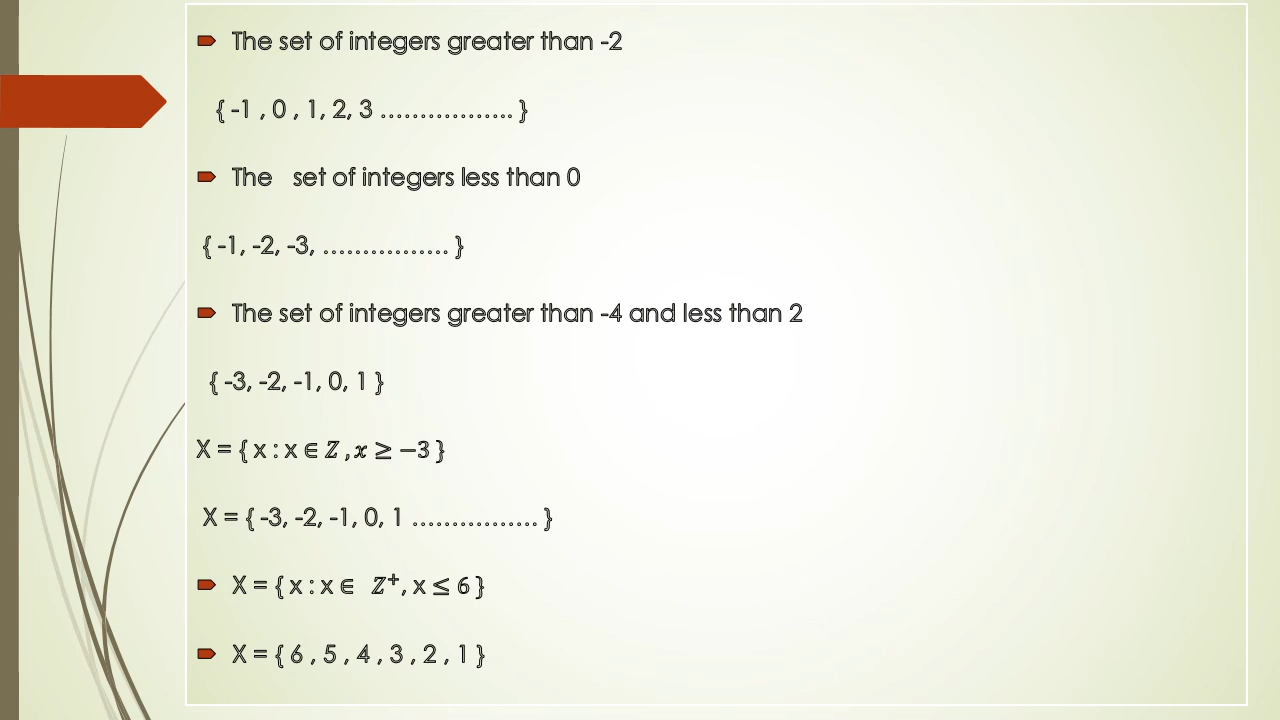 The set of integers greater than -2
{ -1 , 0 , 1, 2, 3 ................. }
The set of integers less than 0
{ -1, -2, -3, ................ }
The set of integers greater than -4 and less than 2
{ -3, -2, -1, 0, 1 }
X = { x : x ∈ 𝑍 , 𝑥 ≥ −3 }
X = { -3, -2, -1, 0, 1 ................ }
X = { x : x ∈ 𝑍⁺, x ≤ 6 }
X = { 6 , 5 , 4 , 3 , 2 , 1 }